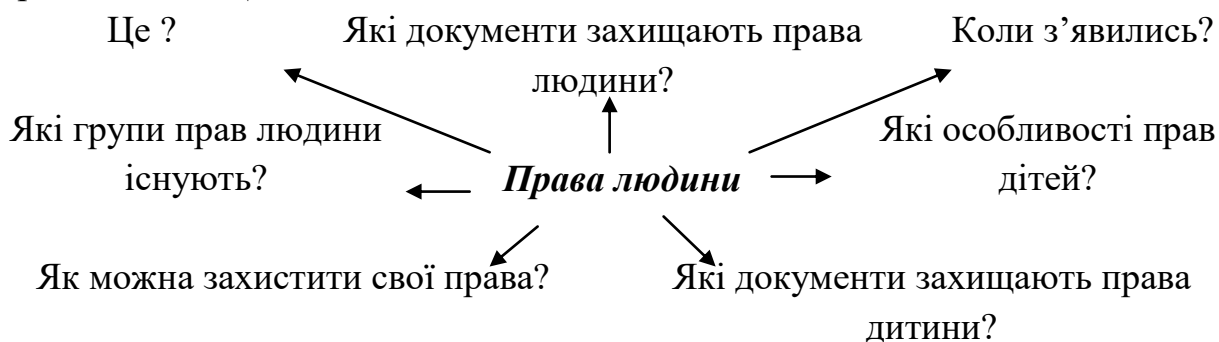 Це ?
Які документи захищають права
людини?
Коли з’явились?
Які групи прав людини
існують?
Права людини
Які особливості прав
дітей?
Як можна захистити свої права?
Які документи захищають права
дитини?